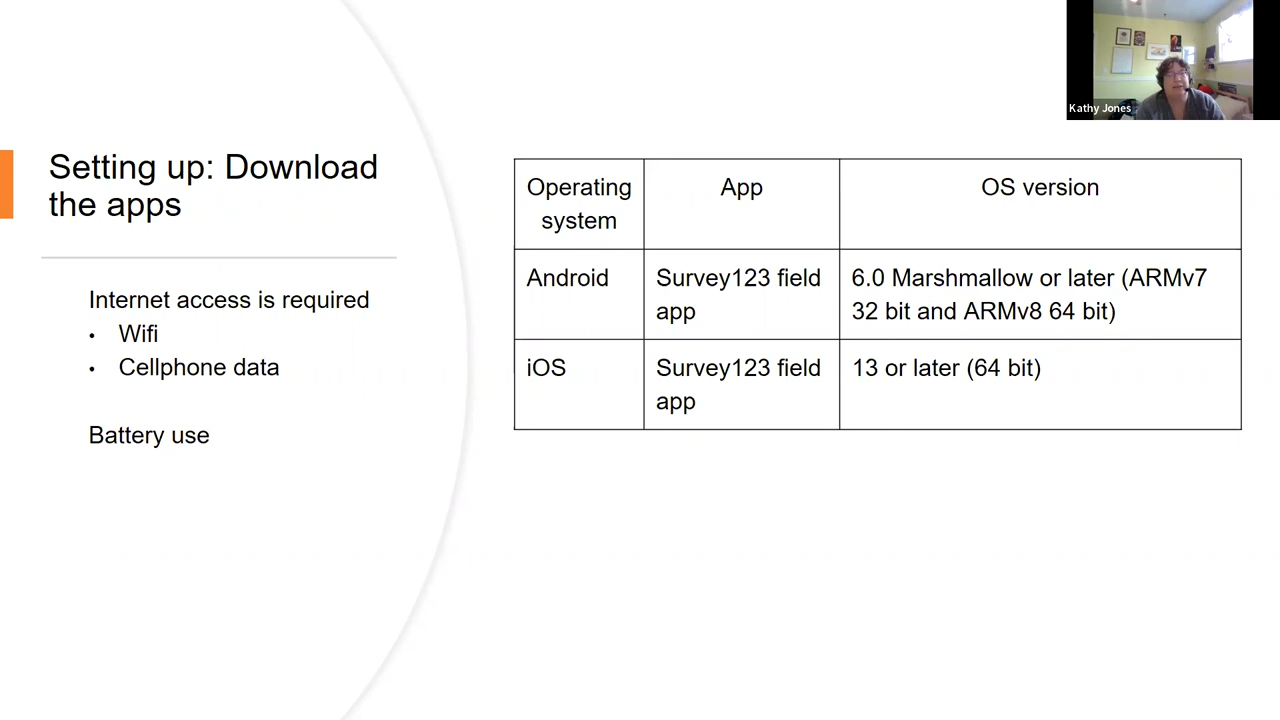 Kathy Jones
Setting up: Download
the apps
Internet access is required
• Wifi
• Cellphone data
Battery use
Operating
system
App
OS version
Android
Survey123 field
app
6.0 Marshmallow or later (ARMv7
32 bit and ARMv8 64 bit)
iOS
Survey123 field
app
13 or later (64 bit)